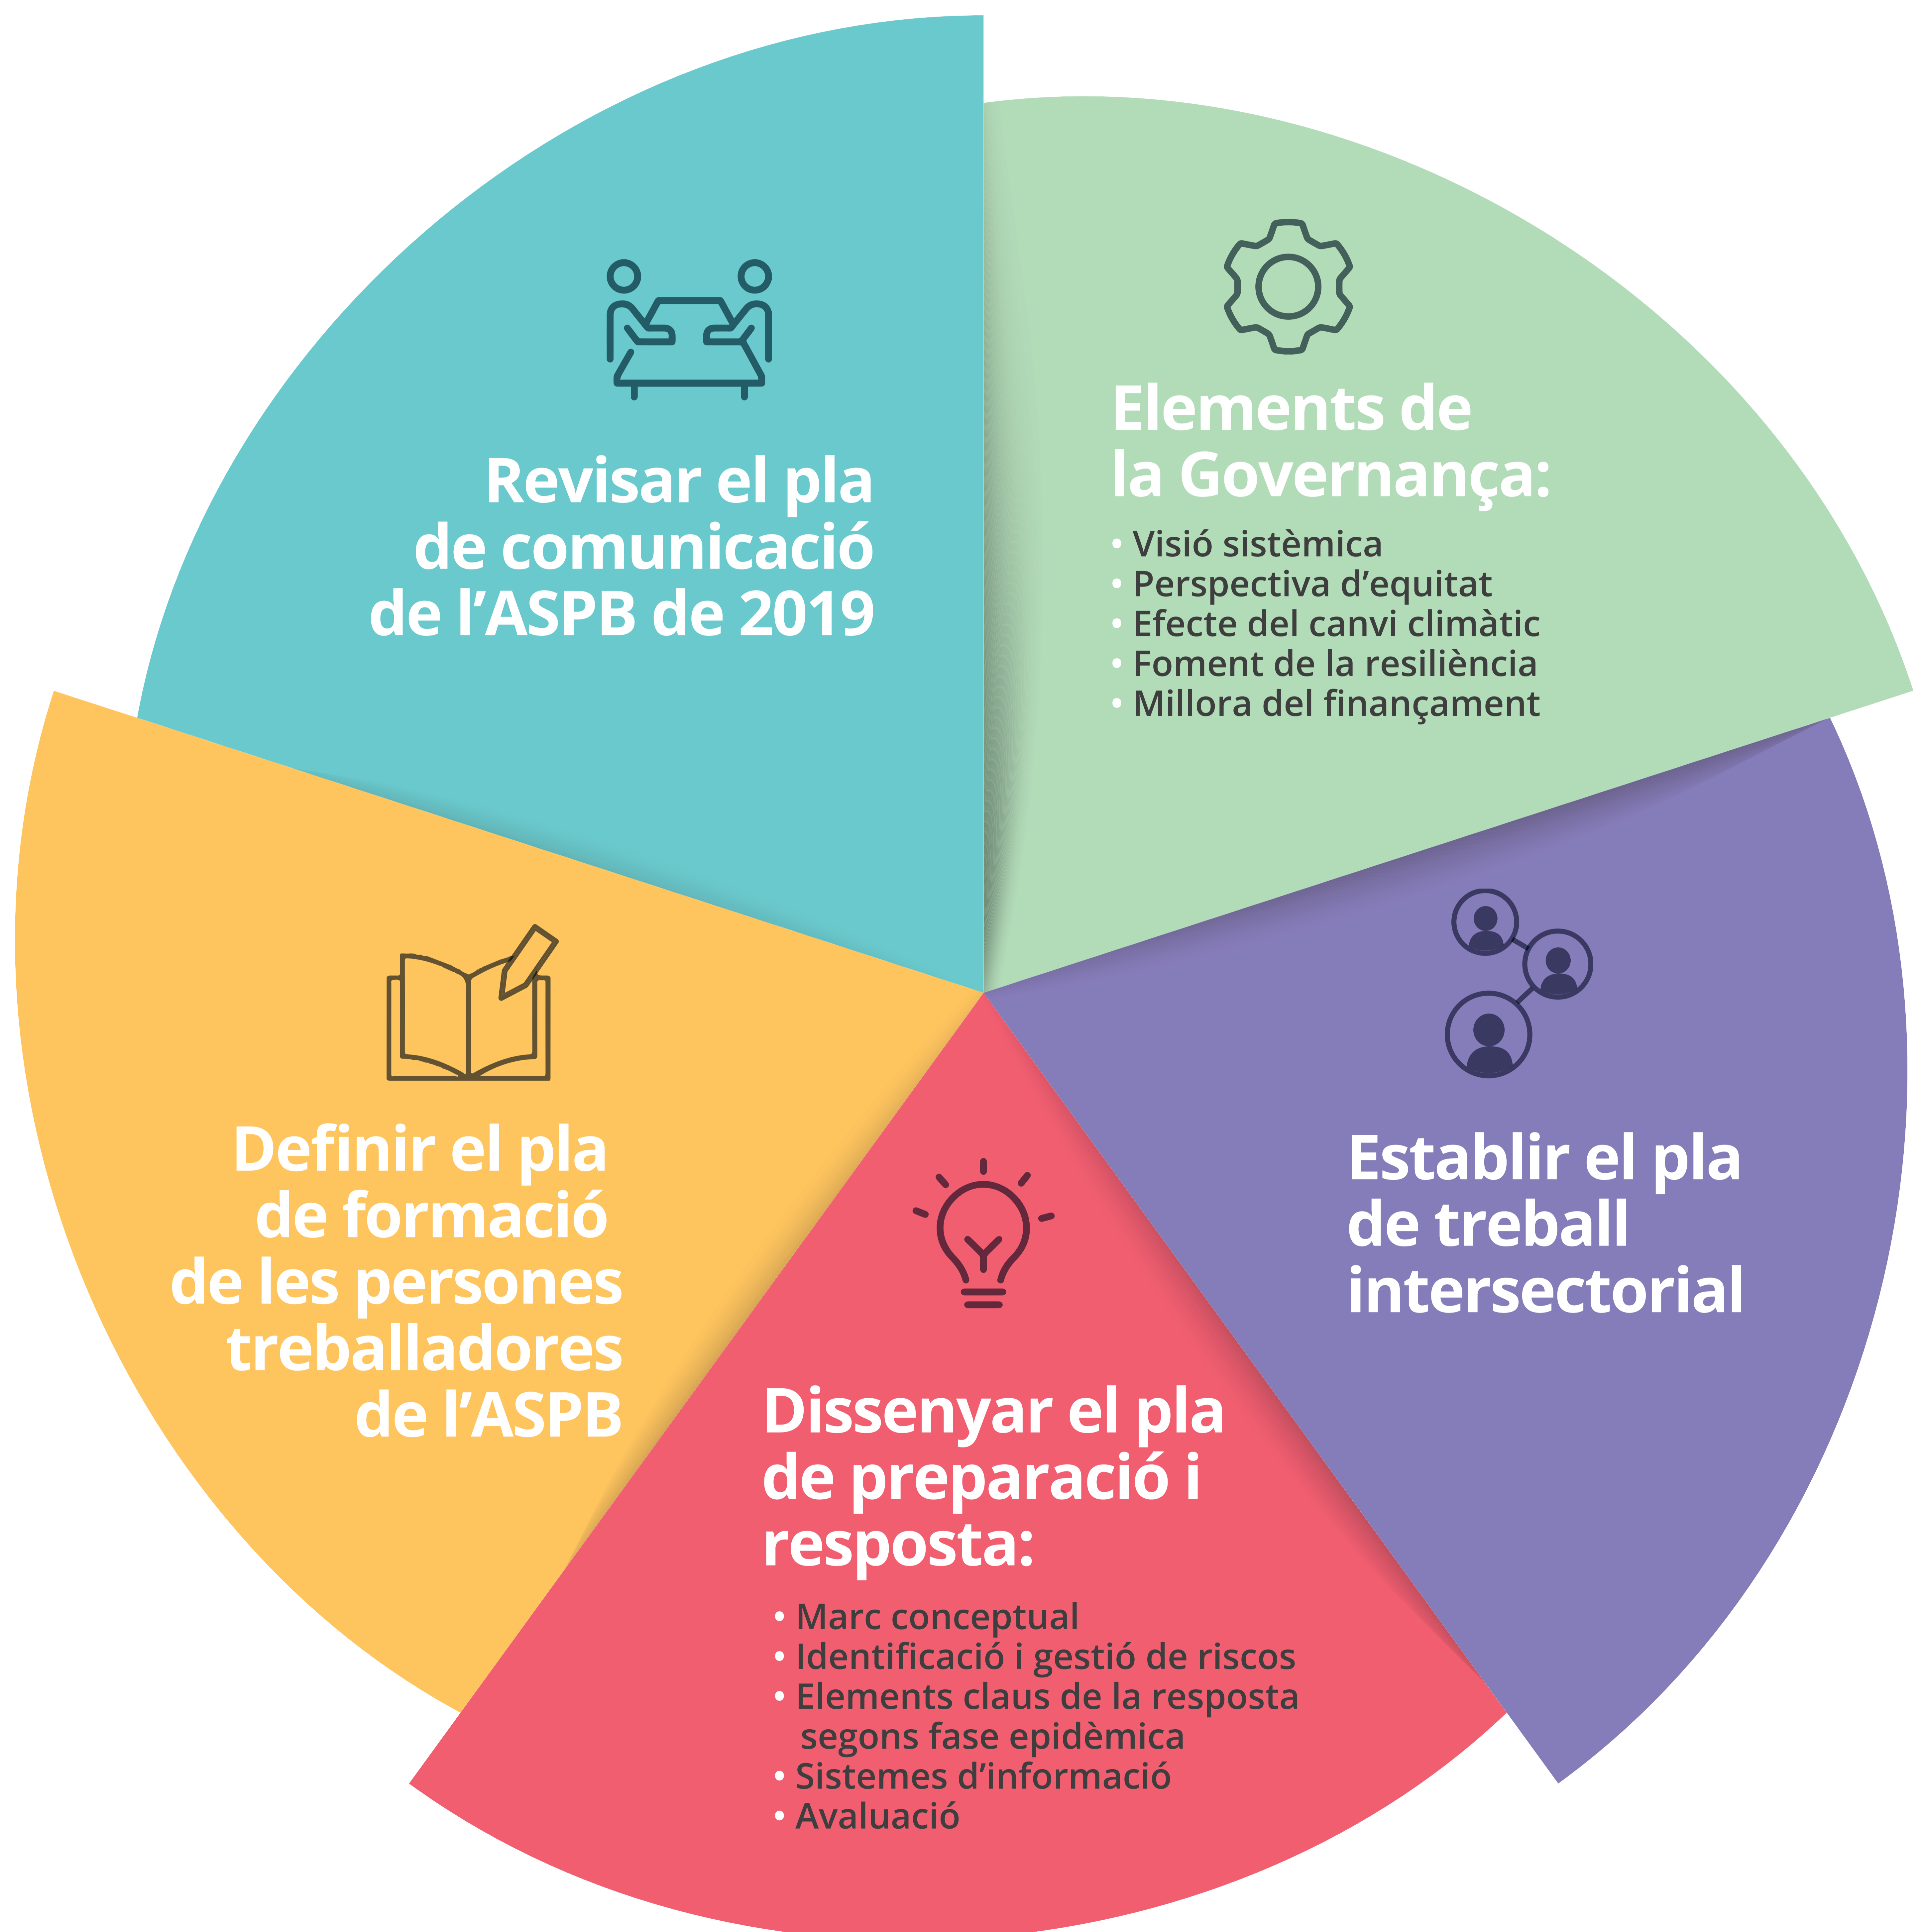 Revisar el pla
de comunicació
de l’ASPB de 2019
Elements de
la Governança:
• Visió sistèmica
• Perspectiva d’equitat
• Efecte del canvi climàtic
• Foment de la resiliència
• Millora del finançament
Establir el pla
de treball
intersectorial
Dissenyar el pla
de preparació i
resposta:
• Marc conceptual
• Identificació i gestió de riscos
• Elements claus de la resposta
segons fase epidèmica
• Sistemes d’informació
• Avaluació
Definir el pla
de formació
de les persones
treballadores
de l’ASPB